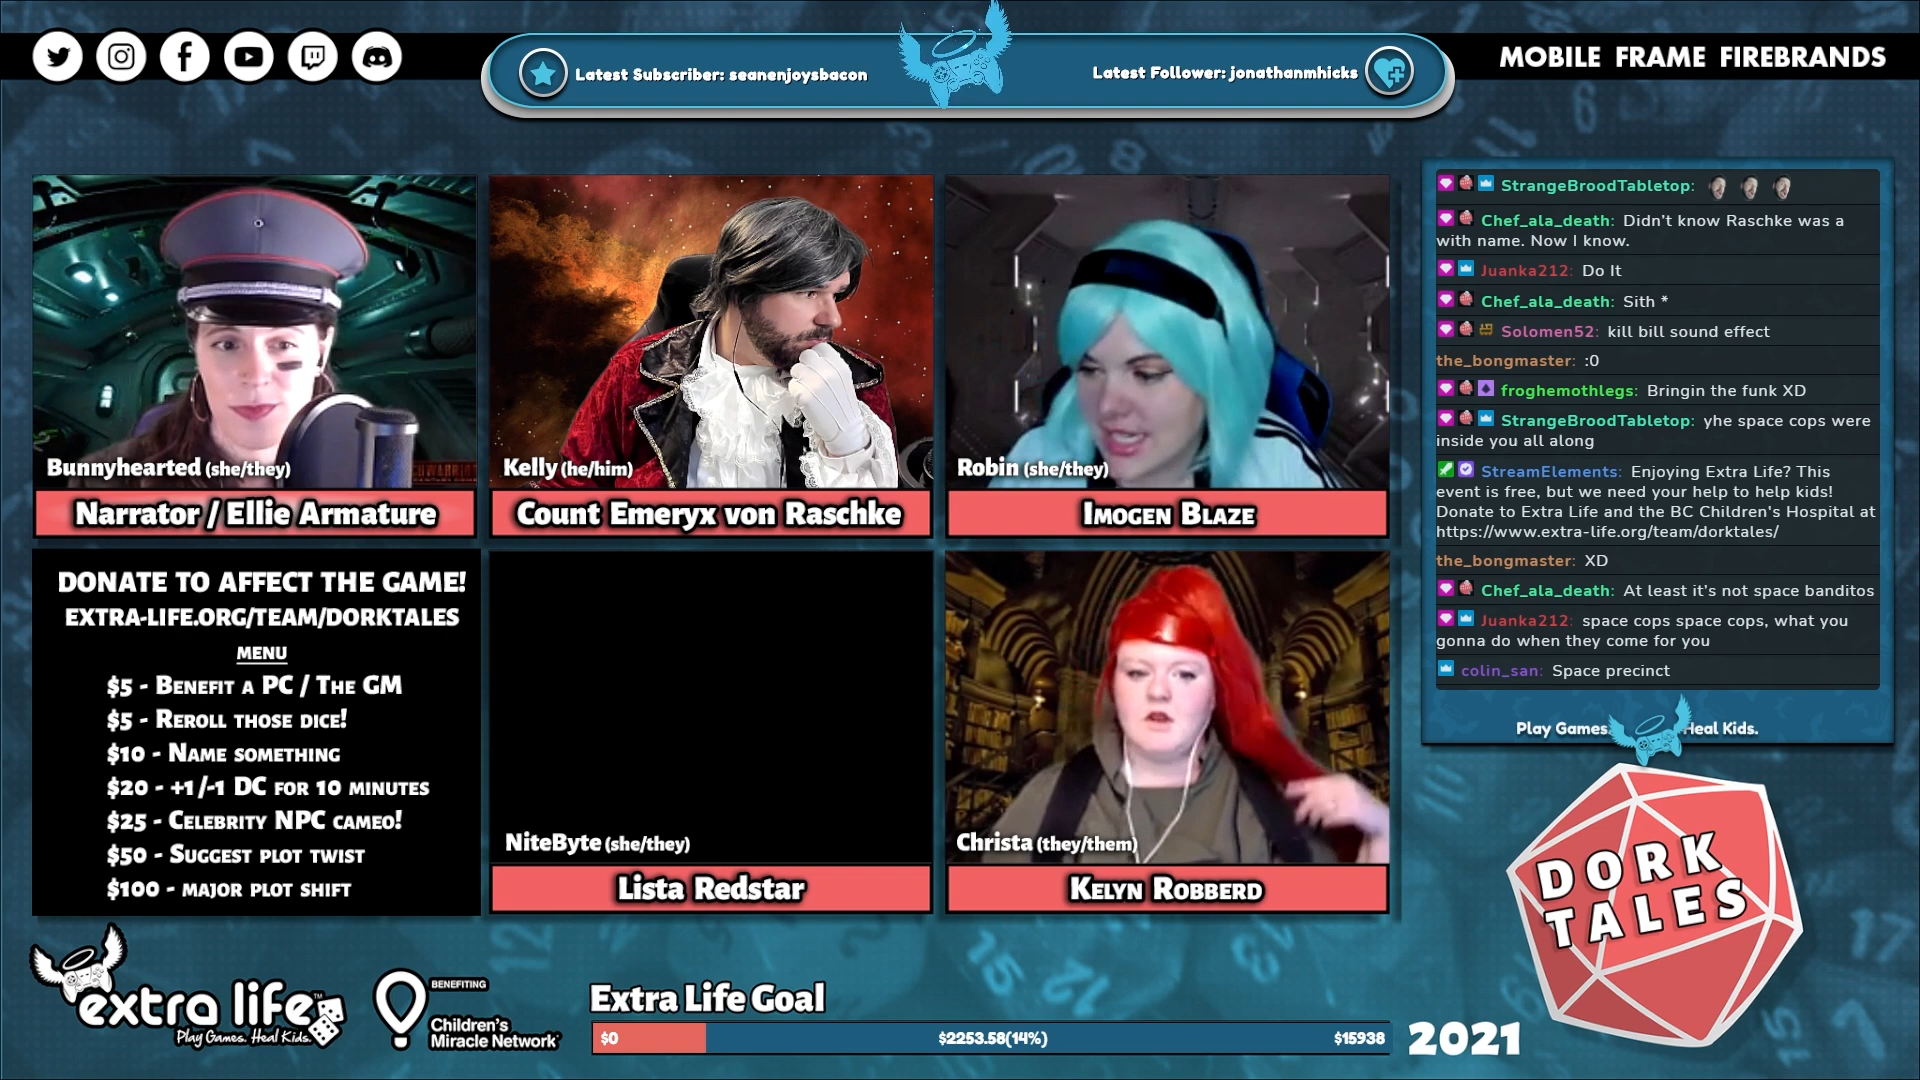 Latest Subscriber: seanenjoysbacon
Latest Follower: jonathanmhicks
MOBILE FRAME FIREBRANDS
Bunnyhearted (she/they)
Narrator / Ellie Armature
Kelly (he/him)
Count Emeryx von Raschke
Robin (she/they)
Imogen Blaze
StrangeBroodTabletop:
Chef_ala_death: Didn't know Raschke was a
with name. Now I know.
Juanka212: Do It
Chef_ala_death: Sith *
Solomen52: kill bill sound effect
the_bongmaster: :0
froghemothlegs: Bringin the funk XD
StrangeBroodTabletop: yhe space cops were
inside you all along
StreamElements: Enjoying Extra Life? This
event is free, but we need your help to help kids!
Donate to Extra Life and the BC Children's Hospital at
https://www.extra-life.org/team/dorktales/
the_bongmaster: XD
Chef_ala_death: At least it's not space banditos
Juanka212: space cops space cops, what you
gonna do when they come for you
colin_san: Space precinct
Play Games. Heal Kids.
DONATE TO AFFECT THE GAME!
EXTRA-LIFE.ORG/TEAM/DORKTALES
MENU
$5 - Benefit a PC / The GM
$5 - Reroll those dice!
$10 - Name something
$20 - +1/-1 DC for 10 minutes
$25 - Celebrity NPC cameo!
$50 - Suggest plot twist
$100 - major plot shift
NiteByte (she/they)
Lista Redstar
Christa (they/them)
Kelyn Robberd
DORK
TALES
extra life™
Play Games. Heal Kids.
BENEFITING
Children's
Miracle Network
Extra Life Goal
$0
$2253.58(14%)
$15938
2021